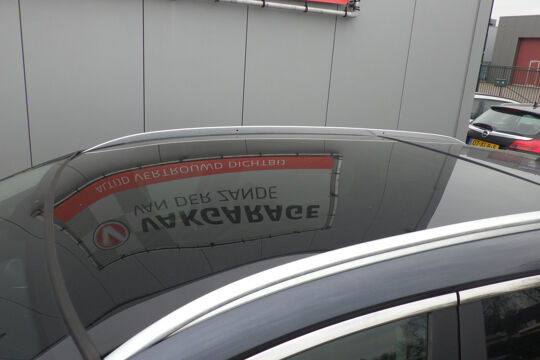 VAKGARAGE
VAN DER ZANDE
ALTIJD VERTROUWD DICHTBIJ